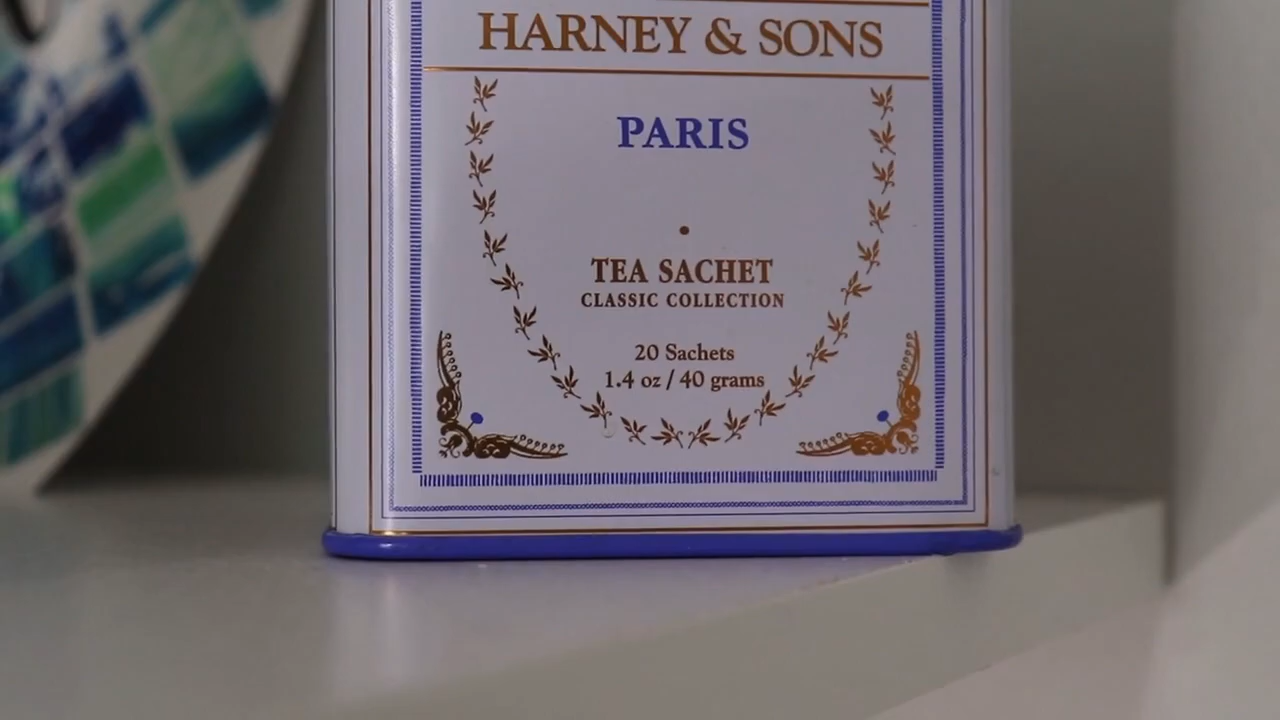 HARNEY & SONS
PARIS
TEA SACHET
CLASSIC COLLECTION
20 Sachets
1.4 oz / 40 grams